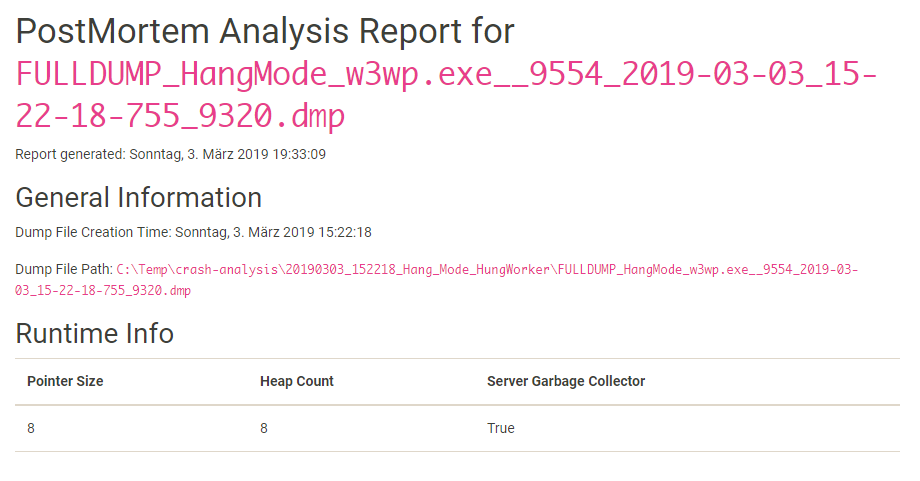 PostMortem Analysis Report for
FULLDUMP_HangMode_w3wp.exe__9554_2019-03-03_15-
22-18-755_9320.dmp
Report generated: Sonntag, 3. März 2019 19:33:09
General Information
Dump File Creation Time: Sonntag, 3. März 2019 15:22:18
Dump File Path: C:\Temp\crash-analysis\20190303_152218_Hang_Mode_HungWorker\FULLDUMP_HangMode_w3wp.exe__9554_2019-03-
03_15-22-18-755_9320.dmp
Runtime Info
Pointer Size Heap Count Server Garbage Collector
8 8 True